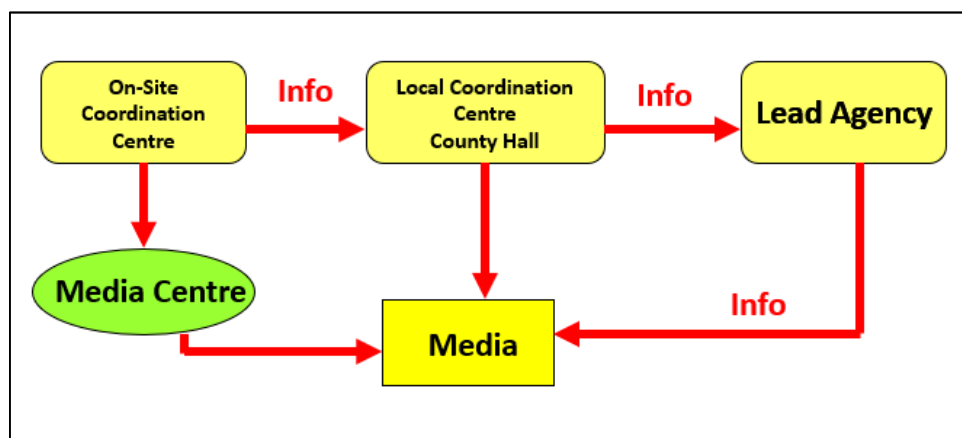 On-Site
Coordination
Centre
Info
Local Coordination
Centre
County Hall
Info
Lead Agency
Media Centre
Media
Info